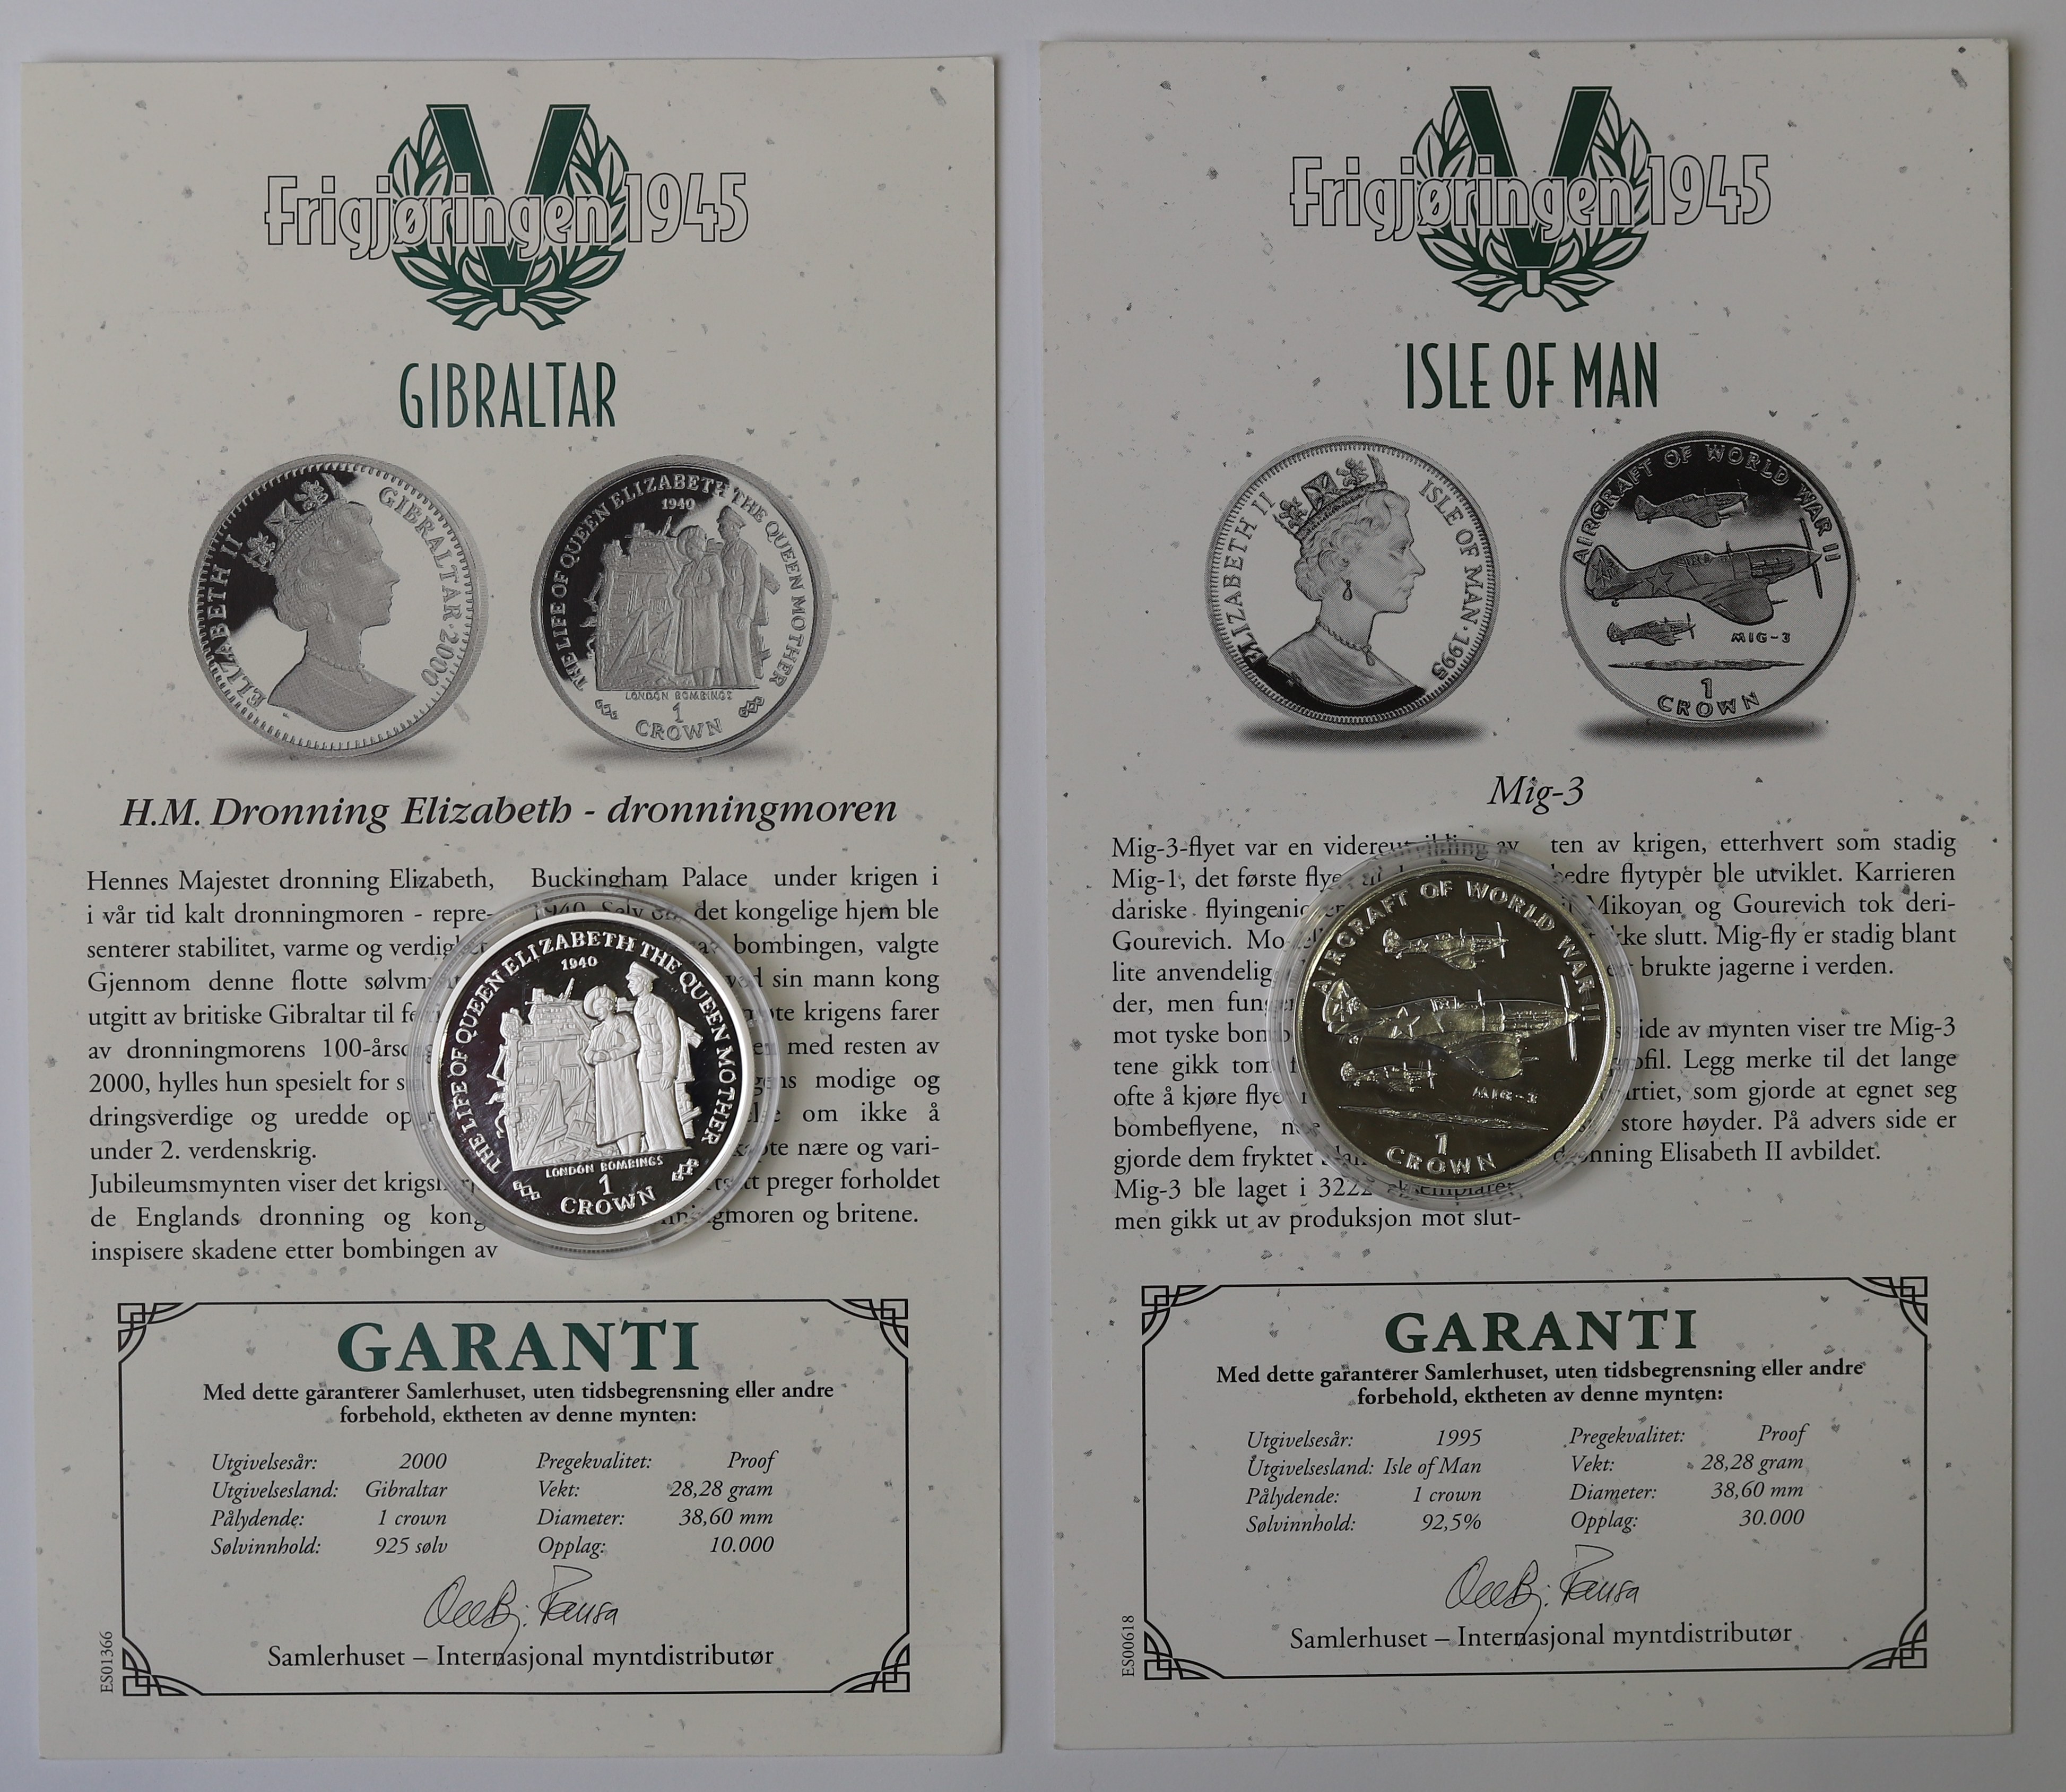 Frigjøringen 1945
GIBRALTAR
ELIZABETH II GIBRALTAR · 2000
THE LIFE OF QUEEN ELIZABETH THE QUEEN MOTHER
1940
LONDON BOMBINGS
1
CROWN
H.M. Dronning Elizabeth - dronningmoren
Hennes Majestet dronning Elizabeth,
i vår tid kalt dronningmoren - repre-
senterer stabilitet, varme og
Gjennom denne flotte
utgitt av britiske Gibraltar til
av dronningmorens
2000, hylles hun spesielt for
dringsverdige og uredde
under 2. verdenskrig.
Jubileumsmynten viser det
de Englands dronning og
inspisere skadene etter bombingen av
Buckingham Palace under krigen i
1940. Selv det kongelige hjem ble
bombingen, valgte
sin mann kong
krigens farer
med resten av
modige og
om ikke å
nære og vari-
preger forholdet
og britene.
THE LIFE OF QUEEN ELIZABETH THE QUEEN MOTHER
1940
LONDON BOMBINGS
1
CROWN
GARANTI
Med dette garanterer Samlerhuset, uten tidsbegrensning eller andre
forbehold, ektheten av denne mynten:
Utgivelsesår: 2000 Pregekvalitet: Proof
Utgivelsesland: Gibraltar Vekt: 28,28 gram
Pålydende: 1 crown Diameter: 38,60 mm
Sølvinnhold: 925 sølv Opplag: 10.000
Samlerhuset – Internasjonal myntdistributør
ES01366
Frigjøringen 1945
ISLE OF MAN
ELIZABETH II ISLE OF MAN · 1995
AIRCRAFT OF WORLD WAR II
MIG-3
1
CROWN
Mig-3
Mig-3-flyet var en
Mig-1, det første
dariske
Gourevich.
lite anvendelig
der, men
mot tyske
tene gikk
ofte å kjøre
bombeflyene,
gjorde dem fryktet
Mig-3 ble laget i 3222
men gikk ut av produksjon mot slut-
ten av krigen, etterhvert som stadig
bedre flytyper ble utviklet. Karrieren
Mikoyan og Gourevich tok deri-
ikke slutt. Mig-fly er stadig blant
brukte jagerne i verden.
av mynten viser tre Mig-3
Legg merke til det lange
som gjorde at egnet seg
store høyder. På advers side er
dronning Elisabeth II avbildet.
AIRCRAFT OF WORLD WAR II
MIG-3
1
CROWN
GARANTI
Med dette garanterer Samlerhuset, uten tidsbegrensning eller andre
forbehold, ektheten av denne mynten:
Utgivelsesår: 1995 Pregekvalitet: Proof
Utgivelsesland: Isle of Man Vekt: 28,28 gram
Pålydende: 1 crown Diameter: 38,60 mm
Sølvinnhold: 92,5% Opplag: 30.000
Samlerhuset – Internasjonal myntdistributør
ES00618